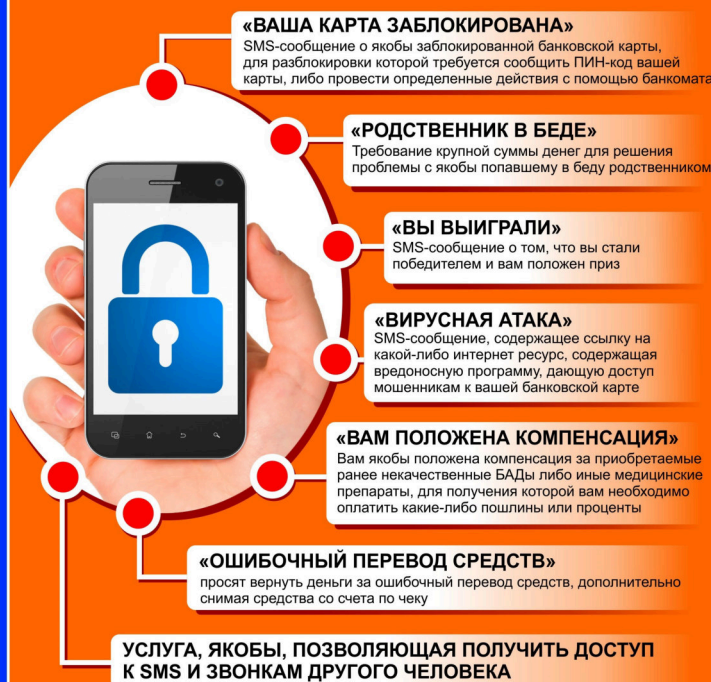 «ВАША КАРТА ЗАБЛОКИРОВАНА»
SMS-сообщение о якобы заблокированной банковской карты,
для разблокировки которой требуется сообщить ПИН-код вашей
карты, либо провести определенные действия с помощью банкомата
«РОДСТВЕННИК В БЕДЕ»
Требование крупной суммы денег для решения
проблемы с якобы попавшему в беду родственником
«ВЫ ВЫИГРАЛИ»
SMS-сообщение о том, что вы стали
победителем и вам положен приз
«ВИРУСНАЯ АТАКА»
SMS-сообщение, содержащее ссылку на
какой-либо интернет ресурс, содержащая
вредоносную программу, дающую доступ
мошенникам к вашей банковской карте
«ВАМ ПОЛОЖЕНА КОМПЕНСАЦИЯ»
Вам якобы положена компенсация за приобретаемые
ранее некачественные БАДы либо иные медицинские
препараты, для получения которой вам необходимо
оплатить какие-либо пошлины или проценты
«ОШИБОЧНЫЙ ПЕРЕВОД СРЕДСТВ»
просят вернуть деньги за ошибочный перевод средств, дополнительно
снимая средства со счета по чеку
УСЛУГА, ЯКОБЫ, ПОЗВОЛЯЮЩАЯ ПОЛУЧИТЬ ДОСТУП
К SMS И ЗВОНКАМ ДРУГОГО ЧЕЛОВЕКА